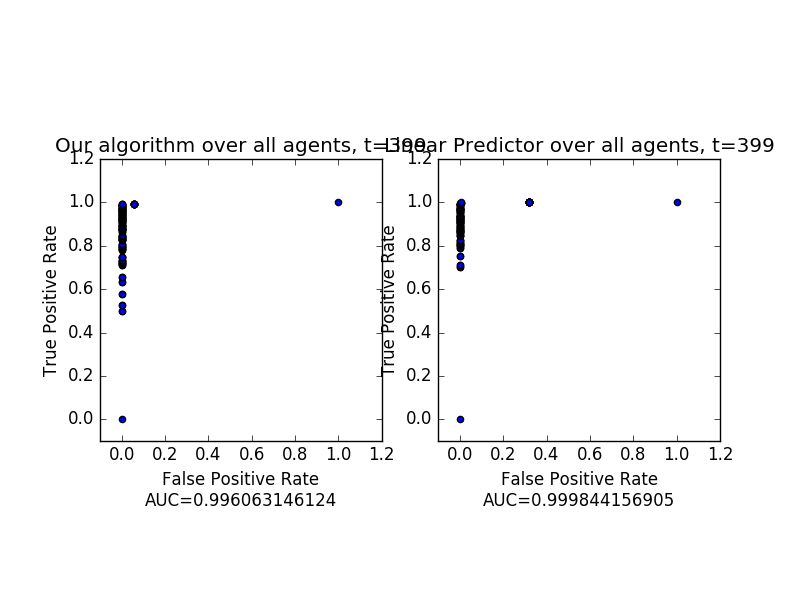 Our algorithm over all agents, t=399
Linear Predictor over all agents, t=399
True Positive Rate
1.2
1.0
0.8
0.6
0.4
0.2
0.0
0.0 0.2 0.4 0.6 0.8 1.0 1.2
False Positive Rate
AUC=0.996063146124
True Positive Rate
1.2
1.0
0.8
0.6
0.4
0.2
0.0
0.0 0.2 0.4 0.6 0.8 1.0 1.2
False Positive Rate
AUC=0.999844156905